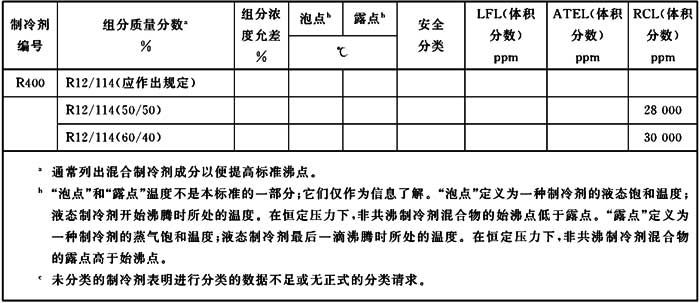 制冷剂编号 组分质量分数ᵃ % 组分浓度允差 % 泡点ᵇ 露点ᵇ ℃ 安全分类 LFL(体积分数) ppm ATEL(体积分数) ppm RCL(体积分数) ppm
R400 R12/114(应作出规定)
R12/114(50/50) 28 000
R12/114(60/40) 30 000
ᵃ 通常列出混合制冷剂成分以便提高标准沸点。
ᵇ “泡点”和“露点”温度不是本标准的一部分;它们仅作为信息了解。“泡点”定义为一种制冷剂的液态饱和温度;
液态制冷剂开始沸腾时所处的温度。在恒定压力下,非共沸制冷剂混合物的始沸点低于露点。“露点”定义为
一种制冷剂的蒸气饱和温度;液态制冷剂最后一滴沸腾时所处的温度。在恒定压力下,非共沸制冷剂混合物
的露点高于始沸点。
ᶜ 未分类的制冷剂表明进行分类的数据不足或无正式的分类请求。